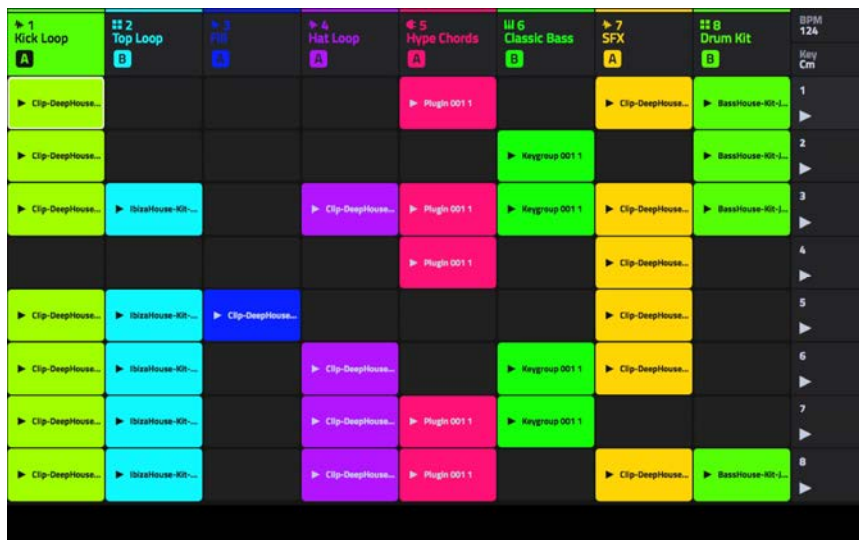 1 2 3 4 5 6 7 8 BPM
Kick Loop Top Loop Fill Hat Loop Hype Chords Classic Bass SFX Drum Kit 124
A B A A A B A B Key
Cm
Clip-DeepHouse... Plugin 001 1 Clip-DeepHouse... BassHouse-Kit-J... 1
Clip-DeepHouse... Keygroup 001 1 BassHouse-Kit-J... 2
Clip-DeepHouse... IbizaHouse-Kit-... Clip-DeepHouse... Plugin 001 1 Keygroup 001 1 Clip-DeepHouse... BassHouse-Kit-J... 3
Plugin 001 1 Clip-DeepHouse... 4
Clip-DeepHouse... IbizaHouse-Kit-... Clip-DeepHouse... Clip-DeepHouse... 5
Clip-DeepHouse... IbizaHouse-Kit-... Clip-DeepHouse... Keygroup 001 1 Clip-DeepHouse... 6
Clip-DeepHouse... IbizaHouse-Kit-... Clip-DeepHouse... Plugin 001 1 Keygroup 001 1 7
Clip-DeepHouse... IbizaHouse-Kit-... Clip-DeepHouse... Plugin 001 1 Clip-DeepHouse... BassHouse-Kit-J... 8